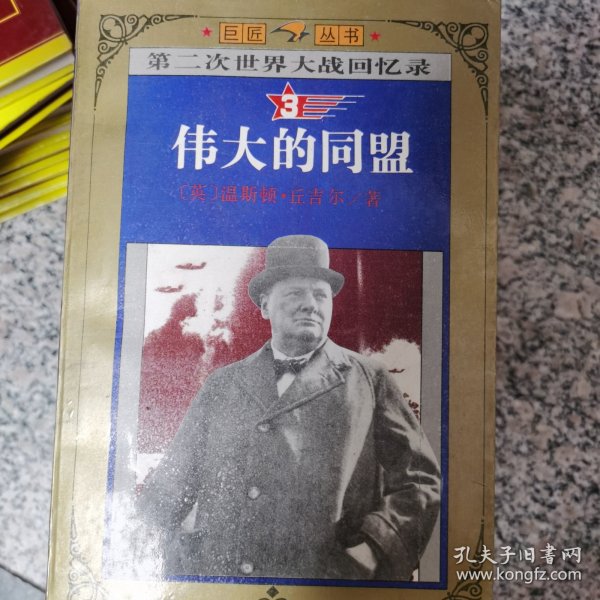 巨匠丛书
第二次世界大战回忆录
3
伟大的同盟
〔英〕温斯顿·丘吉尔／著
孔夫子旧书网
www.kongfz.com